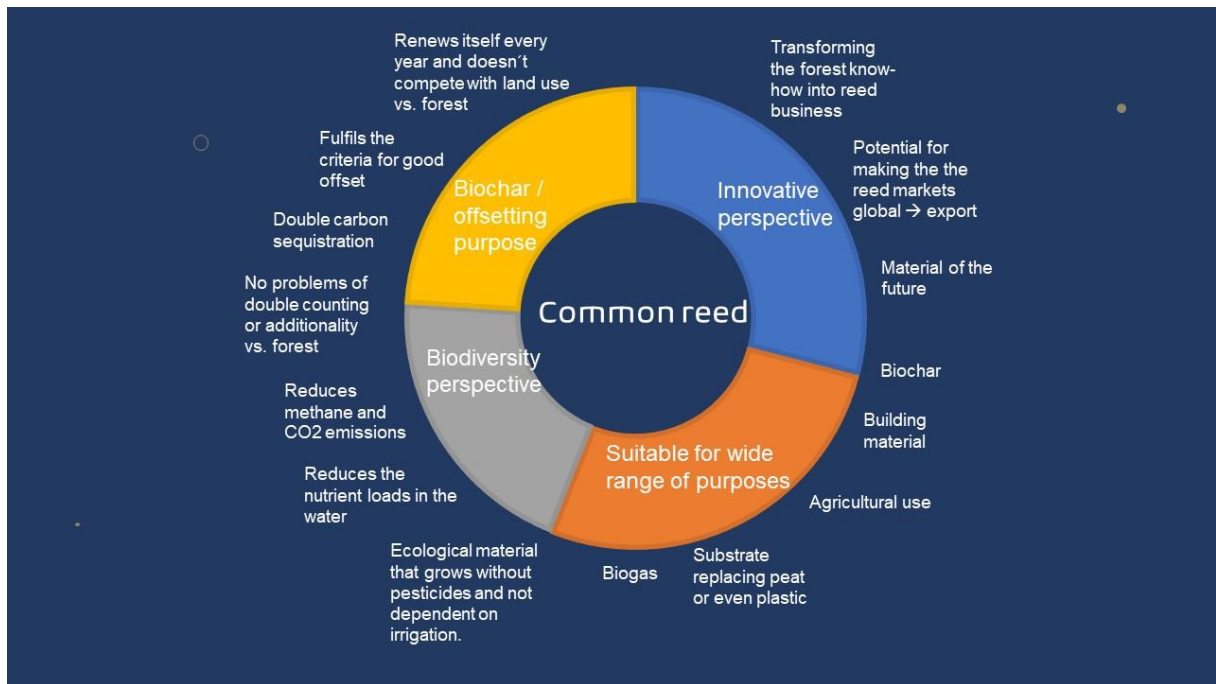 Renews itself every
year and doesn´t
compete with land use
vs. forest
Fulfils the
criteria for good
offset
Double carbon
sequistration
No problems of
double counting
or additionality
vs. forest
Biochar /
offsetting
purpose
Transforming
the forest know-
how into reed
business
Potential for
making the the
reed markets
global → export
Material of the
future
Innovative
perspective
Common reed
Biodiversity
perspective
Reduces
methane and
CO2 emissions
Reduces the
nutrient loads in the
water
Ecological material
that grows without
pesticides and not
dependent on
irrigation.
Suitable for wide
range of purposes
Biochar
Building
material
Agricultural use
Substrate
replacing peat
or even plastic
Biogas